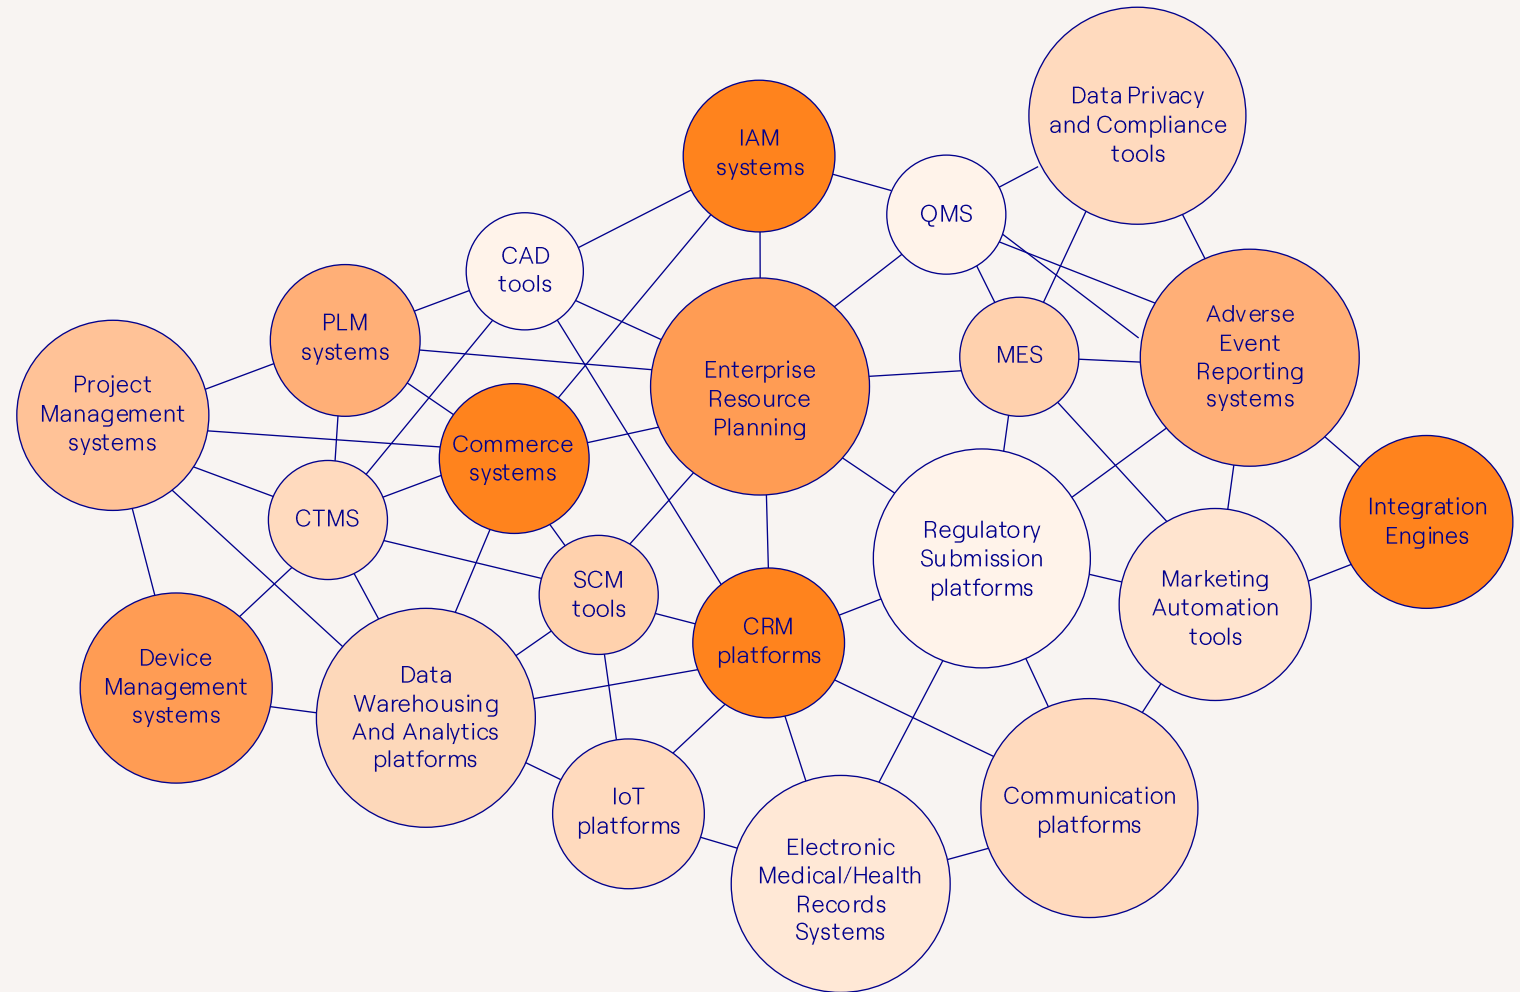 Data Privacy
and Compliance
tools
IAM
systems
QMS
CAD
tools
PLM
systems
Adverse
Event
Reporting
systems
MES
Enterprise
Resource
Planning
Project
Management
systems
Commerce
systems
CTMS
Integration
Engines
Regulatory
Submission
platforms
SCM
tools
Marketing
Automation
tools
CRM
platforms
Device
Management
systems
Data
Warehousing
And Analytics
platforms
IoT
platforms
Communication
platforms
Electronic
Medical/Health
Records
Systems